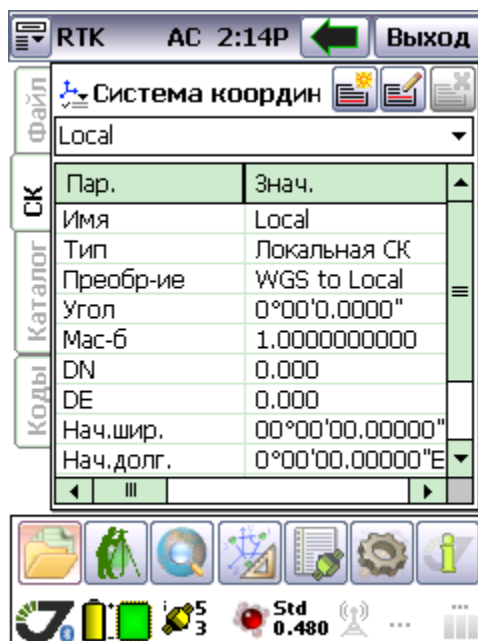 RTK AC 2:14P Выход
Файл
СК
Каталог
Коды
Система координ
Local
Пар. Знач.
Имя Local
Тип Локальная СК
Преобр-ие WGS to Local
Угол 0°00'0.0000"
Мас-б 1.0000000000
DN 0.000
DE 0.000
Нач.шир. 00°00'00.00000"
Нач.долг. 0°00'00.00000"E
5
3
Std
0.480
...